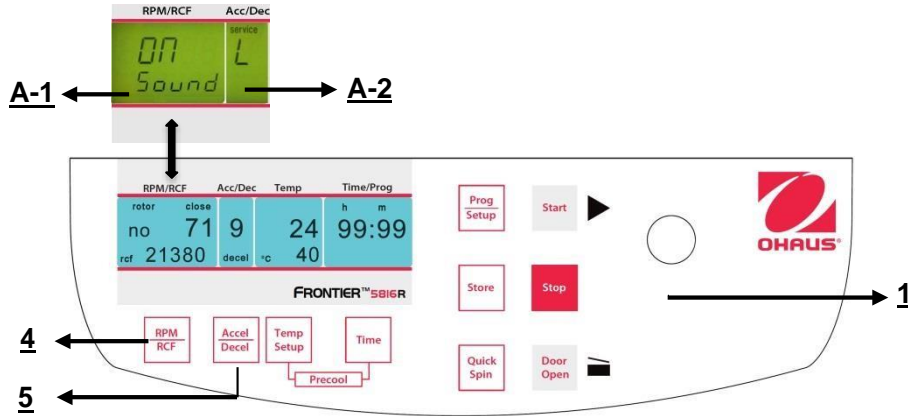 RPM/RCF Acc/Dec
service
ON L
Sound
A-1 A-2
RPM/RCF Acc/Dec Temp Time/Prog
rotor close h m
no 71 9 24 99:99
rcf 21380 decel °C 40
FRONTIER™5816R
Prog
Setup
Start
OHAUS®
Store
Stop
1
4
RPM
RCF
Accel
Decel
Temp
Setup
Time
Precool
Quick
Spin
Door
Open
5